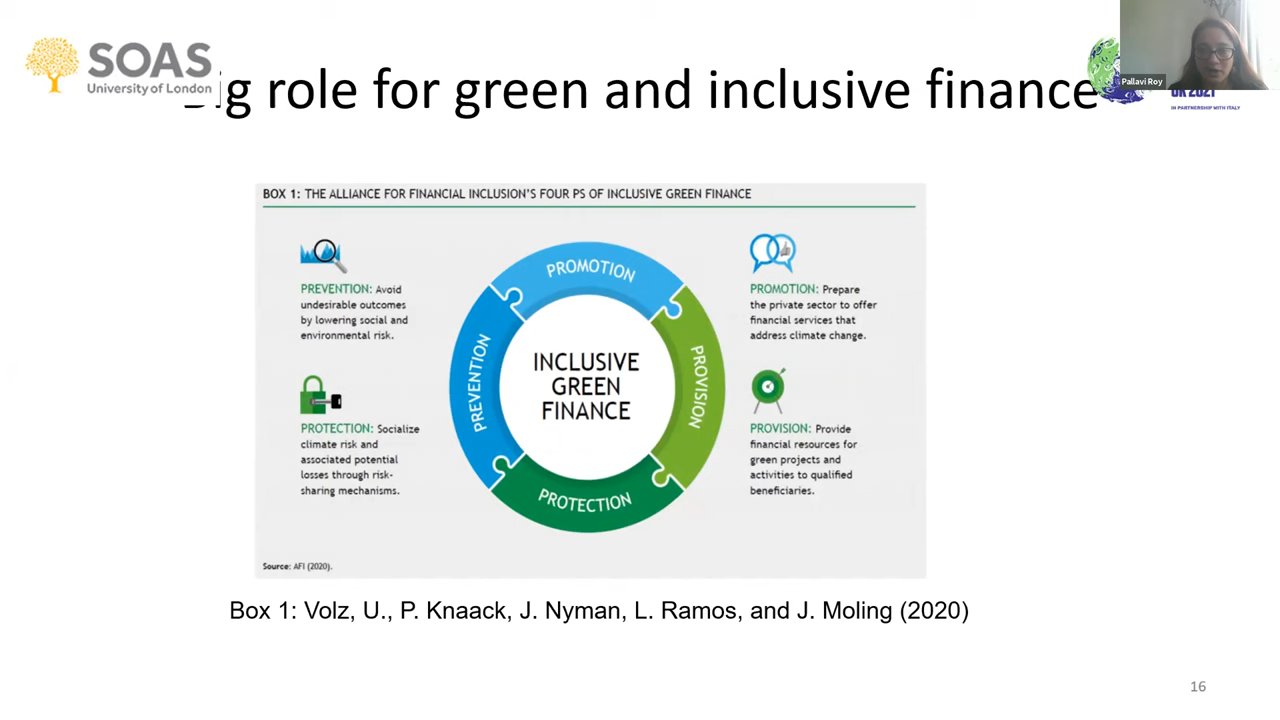 SOAS
University of London
Big role for green and inclusive finance
Pallavi Roy
UK 2021
IN PARTNERSHIP WITH ITALY
BOX 1: THE ALLIANCE FOR FINANCIAL INCLUSION'S FOUR PS OF INCLUSIVE GREEN FINANCE
PREVENTION: Avoid
undesirable outcomes
by lowering social and
environmental risk.
PROTECTION: Socialize
climate risk and
associated potential
losses through risk-
sharing mechanisms.
PROMOTION
PREVENTION
PROVISION
PROTECTION
INCLUSIVE
GREEN
FINANCE
PROMOTION: Prepare
the private sector to offer
financial services that
address climate change.
PROVISION: Provide
financial resources for
green projects and
activities to qualified
beneficiaries.
Source: AFI (2020).
Box 1: Volz, U., P. Knaack, J. Nyman, L. Ramos, and J. Moling (2020)
16